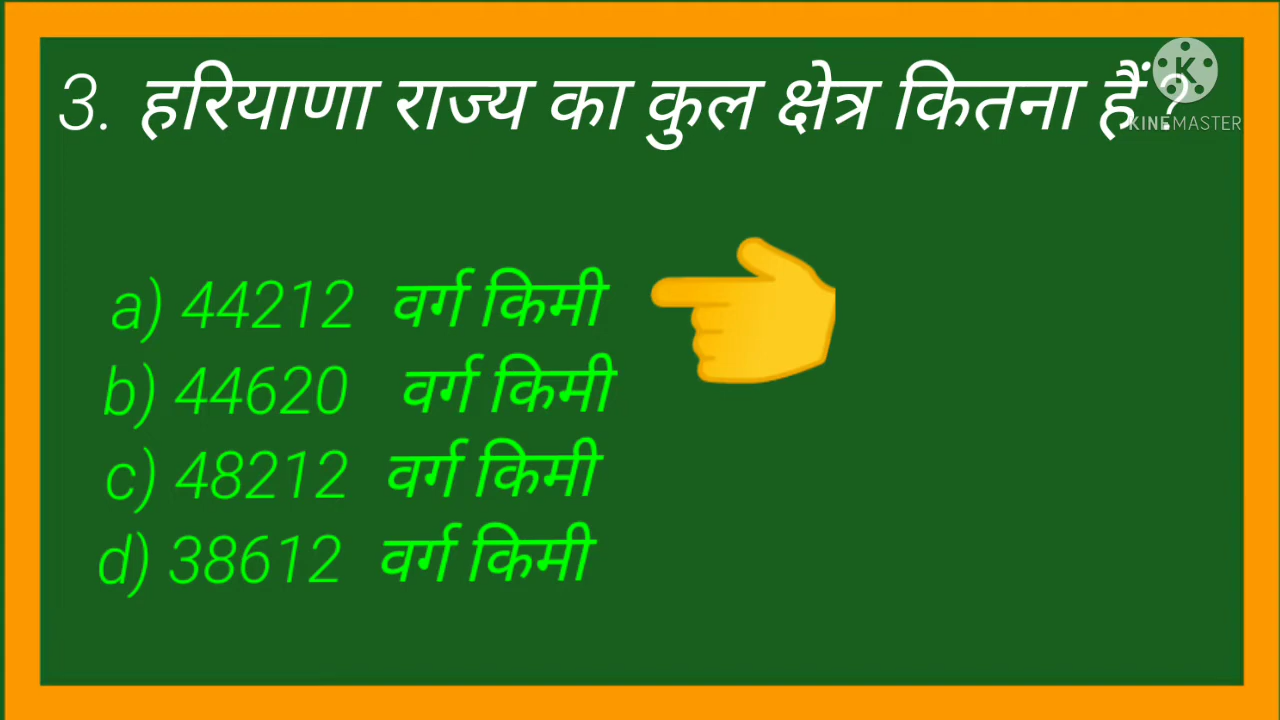 3. हरियाणा राज्य का कुल क्षेत्र कितना हैं ?
KINEMASTER
a) 44212 वर्ग किमी
b) 44620 वर्ग किमी
c) 48212 वर्ग किमी
d) 38612 वर्ग किमी